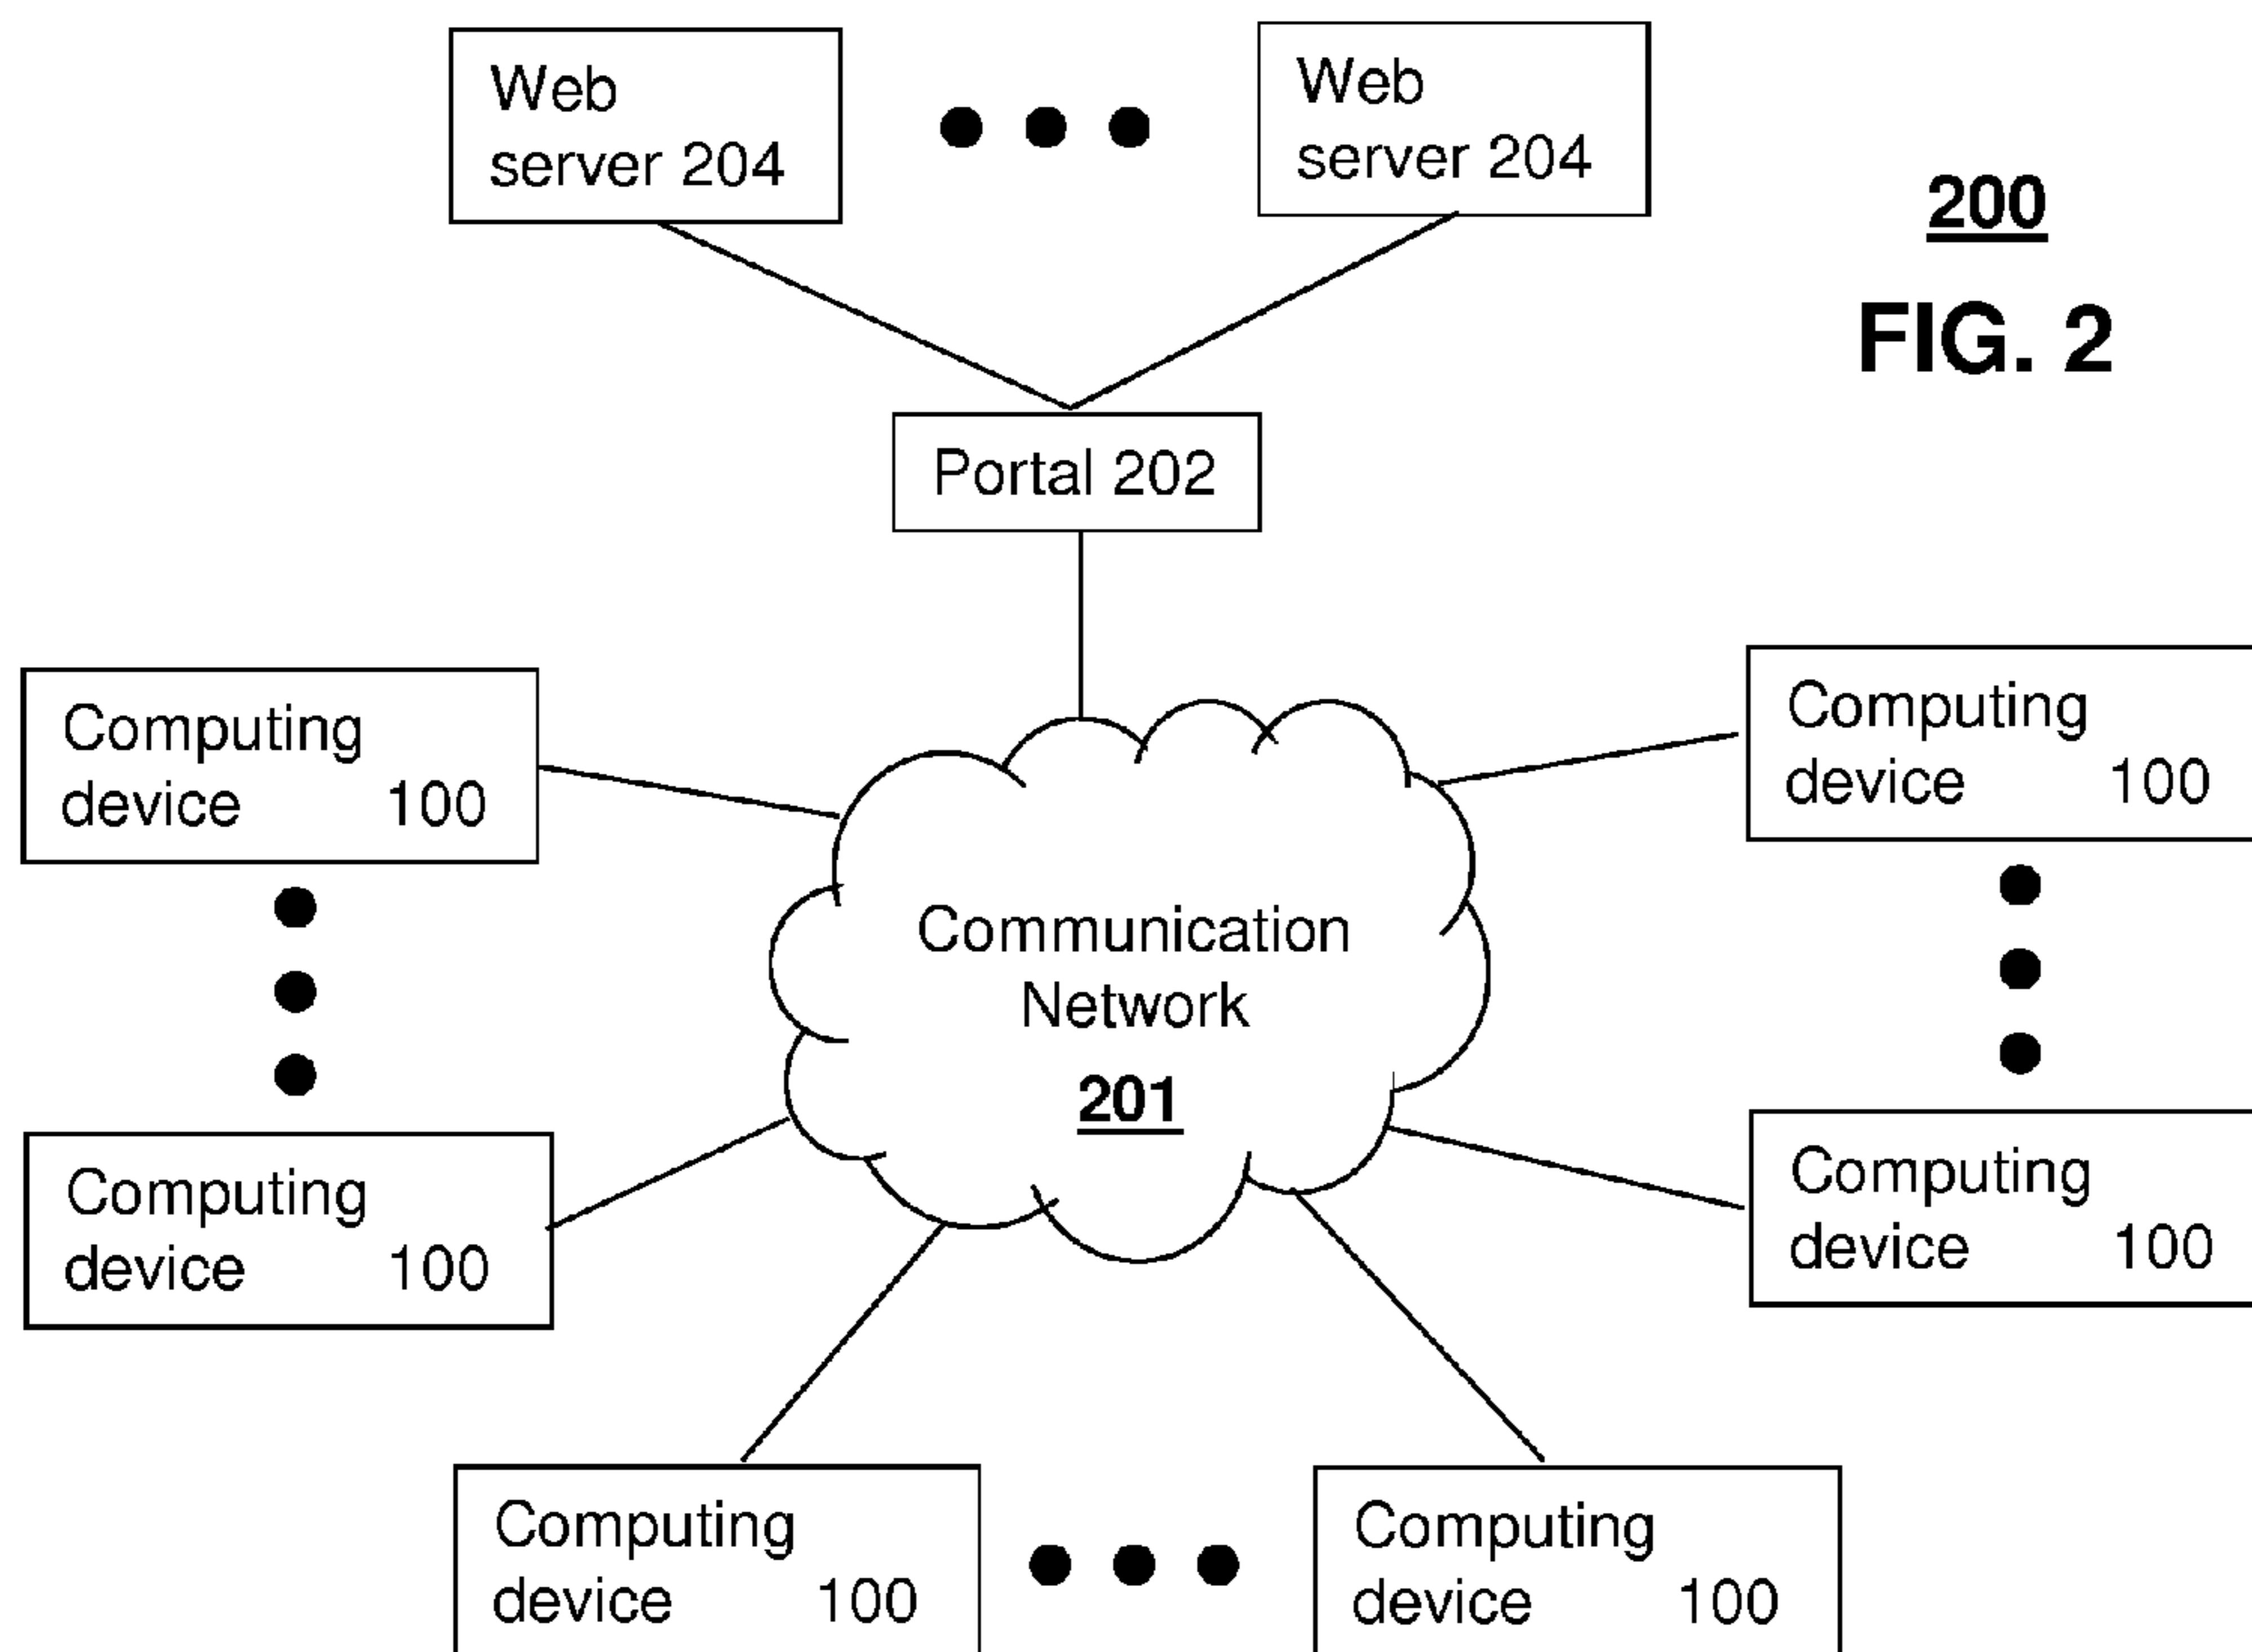 Web
server 204
Web
server 204
200
FIG. 2
Portal 202
Computing
device 100
Computing
device 100
Communication
Network
201
Computing
device 100
Computing
device 100
Computing
device 100
Computing
device 100